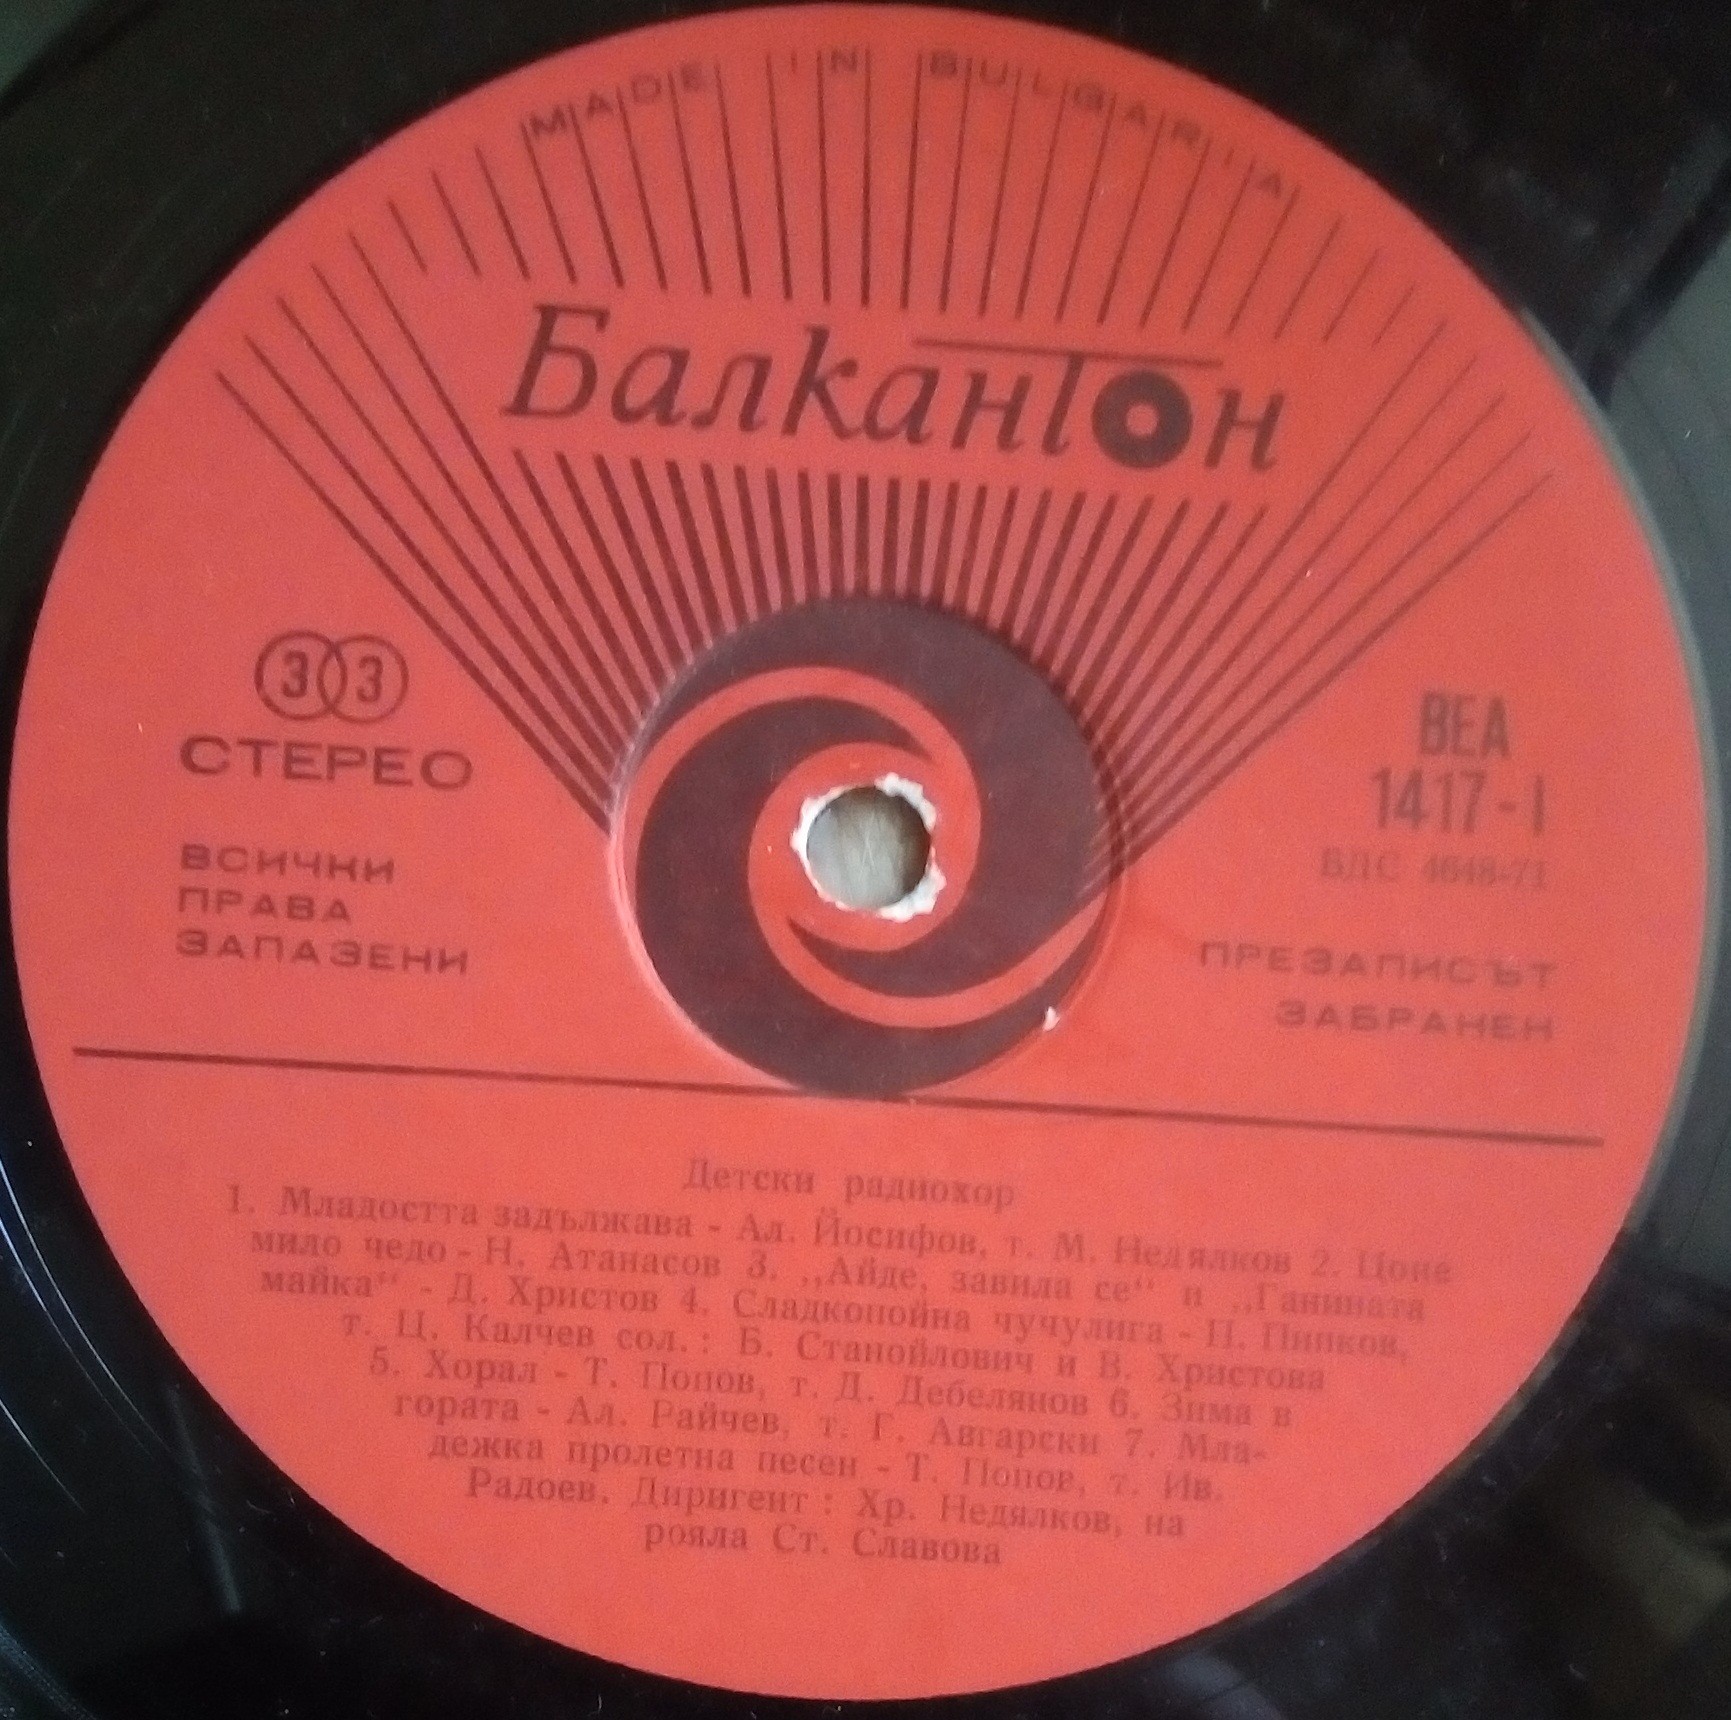 MADE IN BULGARIA
Балкантон
33
СТЕРЕО
ВСИЧКИ
ПРАВА
ЗАПАЗЕНИ
ВЕА
1417-I
БДС 4648-71
ПРЕЗАПИСЪТ
ЗАБРАНЕН
Детски радиохор
1. Младостта задължава - Ал. Йосифов, т. М. Недялков 2. Цоне
мило чедо - Н. Атанасов 3. „Айде, завила се“ и „Ганината
майка“ - Д. Христов 4. Сладкопойна чучулига - П. Пипков,
т. Ц. Калчев сол.: Б. Станойлович и В. Христова
5. Хорал - Т. Попов, т. Д. Дебелянов 6. Зима в
гората - Ал. Райчев, т. Г. Авгарски 7. Мла-
дежка пролетна песен - Т. Попов, т. Ив.
Радоев. Диригент: Хр. Недялков, на
рояла Ст. Славова